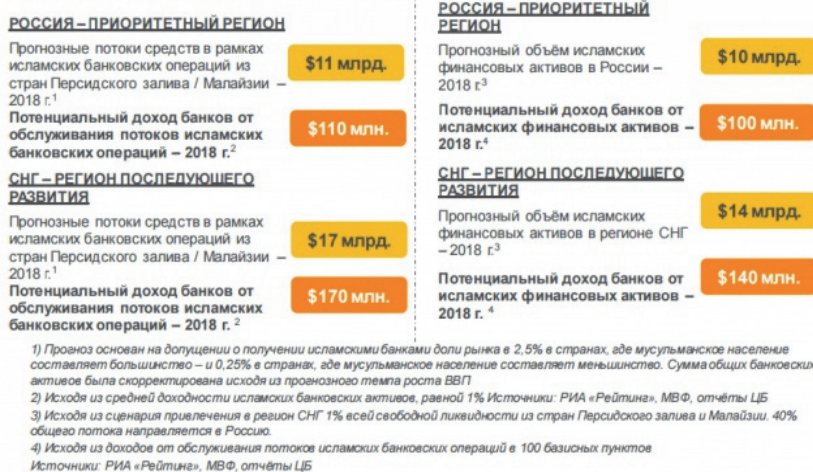 РОССИЯ – ПРИОРИТЕТНЫЙ РЕГИОН
Прогнозные потоки средств в рамках
исламских банковских операций из
стран Персидского залива / Малайзии –
2018 г.¹
$11 млрд.
Потенциальный доход банков от
обслуживания потоков исламских
банковских операций – 2018 г.²
$110 млн.
СНГ – РЕГИОН ПОСЛЕДУЮЩЕГО
РАЗВИТИЯ
Прогнозные потоки средств в рамках
исламских банковских операций из
стран Персидского залива / Малайзии –
2018 г.¹
$17 млрд.
Потенциальный доход банков от
обслуживания потоков исламских
банковских операций – 2018 г. ²
$170 млн.
РОССИЯ – ПРИОРИТЕТНЫЙ
РЕГИОН
Прогнозный объём исламских
финансовых активов в России –
2018 г.³
$10 млрд.
Потенциальный доход банков от
исламских финансовых активов –
2018 г.⁴
$100 млн.
СНГ – РЕГИОН ПОСЛЕДУЮЩЕГО
РАЗВИТИЯ
Прогнозный объём исламских
финансовых активов в регионе СНГ
– 2018 г.³
$14 млрд.
Потенциальный доход банков от
исламских финансовых активов –
2018 г. ⁴
$140 млн.
1) Прогноз основан на допущении о получении исламскими банками доли рынка в 2,5% в странах, где мусульманское население
составляет большинство – и 0,25% в странах, где мусульманское население составляет меньшинство. Сумма общих банковских
активов была скорректирована исходя из прогнозного темпа роста ВВП
2) Исходя из средней доходности исламских банковских активов, равной 1% Источники: РИА «Рейтинг», МВФ, отчёты ЦБ
3) Исходя из сценария привлечения в регион СНГ 1% всей свободной ликвидности из стран Персидского залива и Малайзии. 40%
общего потока направляется в Россию.
4) Исходя из доходов от обслуживания потоков исламских банковских операций в 100 базисных пунктов
Источники: РИА «Рейтинг», МВФ, отчёты ЦБ